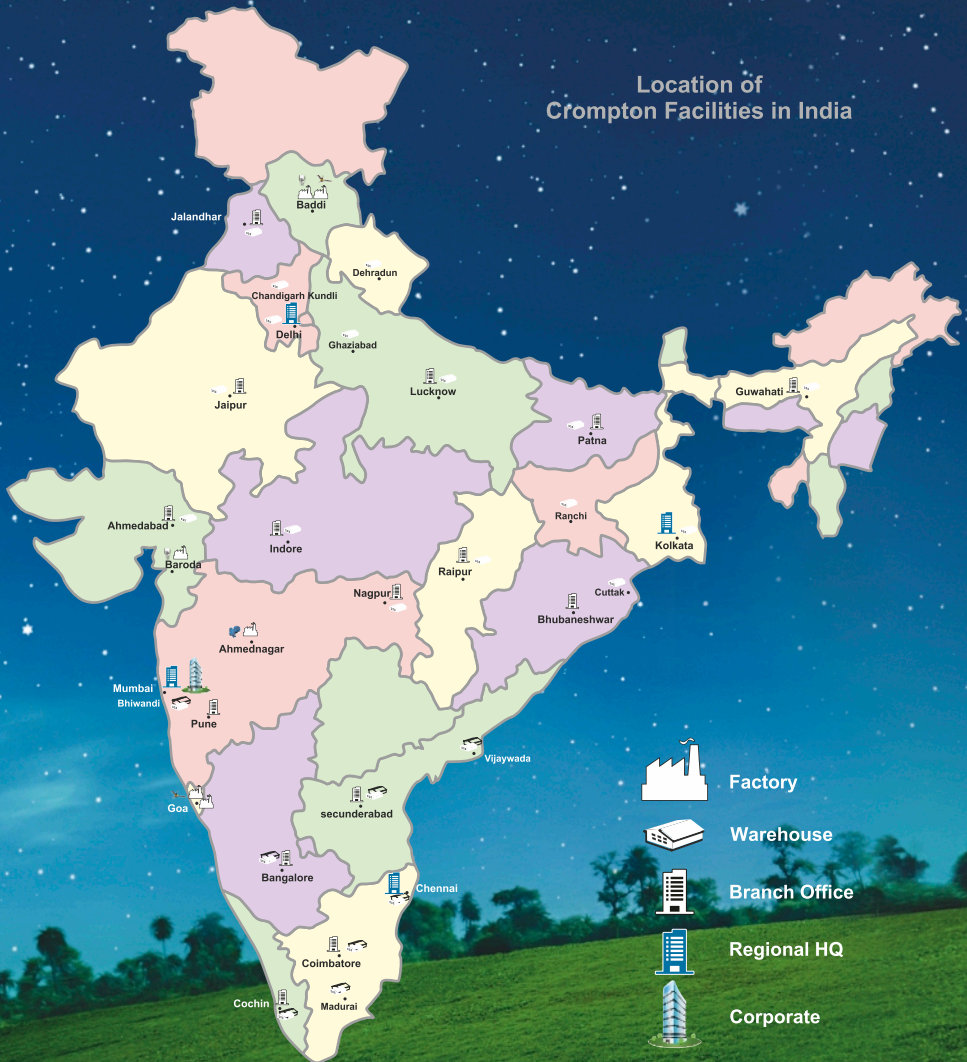 Location of
Crompton Facilities in India
Baddi
Jalandhar
Dehradun
Chandigarh Kundli
Delhi
Ghaziabad
Lucknow
Jaipur
Guwahati
Patna
Ahmedabad
Ranchi
Indore
Kolkata
Baroda
Raipur
Nagpur
Cuttak
Bhubaneshwar
Ahmednagar
Mumbai
Bhiwandi
Pune
Vijaywada
Goa
secunderabad
Bangalore
Chennai
Coimbatore
Cochin
Madurai
Factory
Warehouse
Branch Office
Regional HQ
Corporate